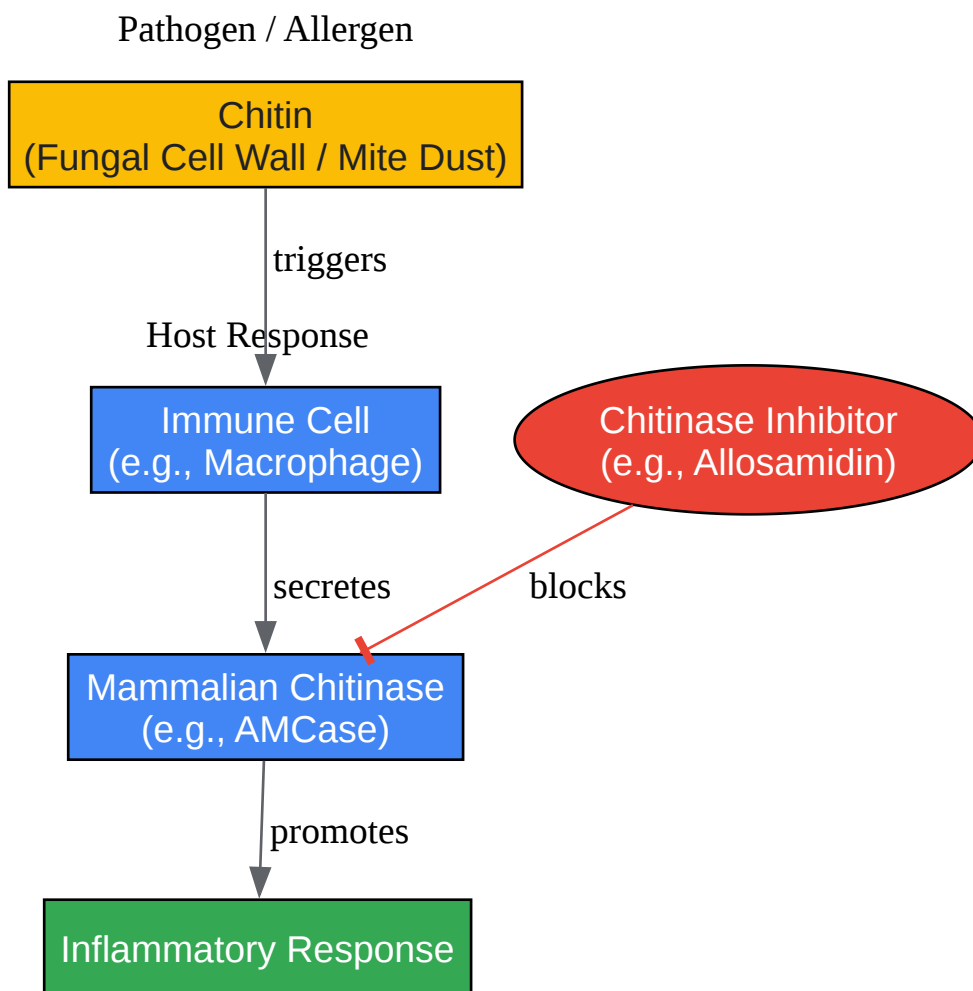 Pathogen / Allergen
Chitin
(Fungal Cell Wall / Mite Dust)
triggers
Host Response
Immune Cell
(e.g., Macrophage)
Chitinase Inhibitor
(e.g., Allosamidin)
secretes
blocks
Mammalian Chitinase
(e.g., AMCase)
promotes
Inflammatory Response